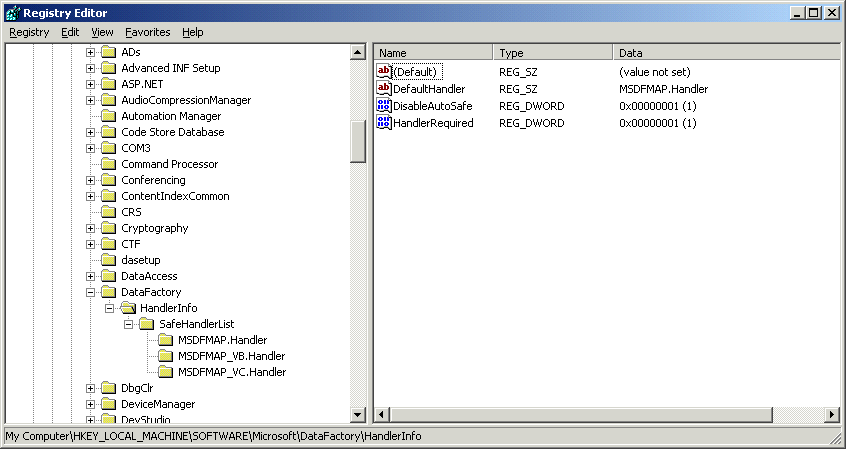 Registry Editor
Registry Edit View Favorites Help
ADs
Advanced INF Setup
ASP.NET
AudioCompressionManager
Automation Manager
Code Store Database
COM3
Command Processor
Conferencing
ContentIndexCommon
CRS
Cryptography
CTF
dasetup
DataAccess
DataFactory
HandlerInfo
SafeHandlerList
MSDFMAP.Handler
MSDFMAP_VB.Handler
MSDFMAP_VC.Handler
DbgClr
DeviceManager
DevStudio
Name Type Data
(Default) REG_SZ (value not set)
DefaultHandler REG_SZ MSDFMAP.Handler
DisableAutoSafe REG_DWORD 0x00000001 (1)
HandlerRequired REG_DWORD 0x00000001 (1)
My Computer\HKEY_LOCAL_MACHINE\SOFTWARE\Microsoft\DataFactory\HandlerInfo